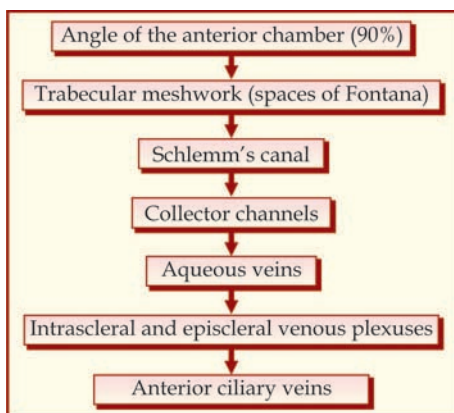 Angle of the anterior chamber (90%)
Trabecular meshwork (spaces of Fontana)
Schlemm's canal
Collector channels
Aqueous veins
Intrascleral and episcleral venous plexuses
Anterior ciliary veins